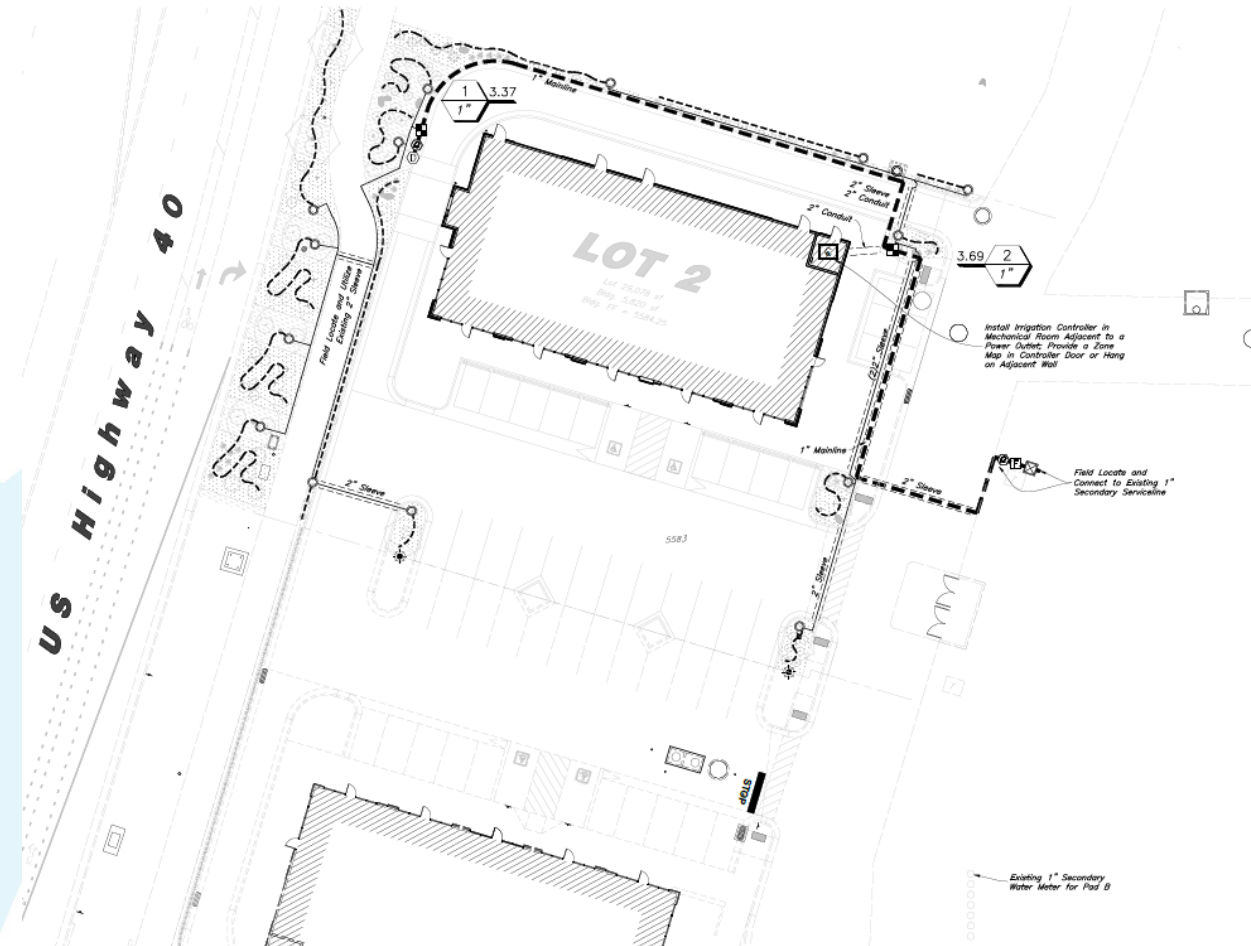 1" Mainline
1
3.37
1"
2" Sleeve
2" Conduit
2" Conduit
LOT 2
3.69
2
1"
US Highway 40
Field Locate and Utilize
Existing 2" Sleeve
Install Irrigation Controller in
Mechanical Room Adjacent to a
Power Outlet; Provide a Zone
Map in Controller Door or Hang
on Adjacent Wall
(2)2" Sleeve
1" Mainline
2" Sleeve
2" Sleeve
F
Field Locate and
Connect to Existing 1"
Secondary Serviceline
5583
2" Sleeve
STOP
Existing 1" Secondary
Water Meter for Pad B